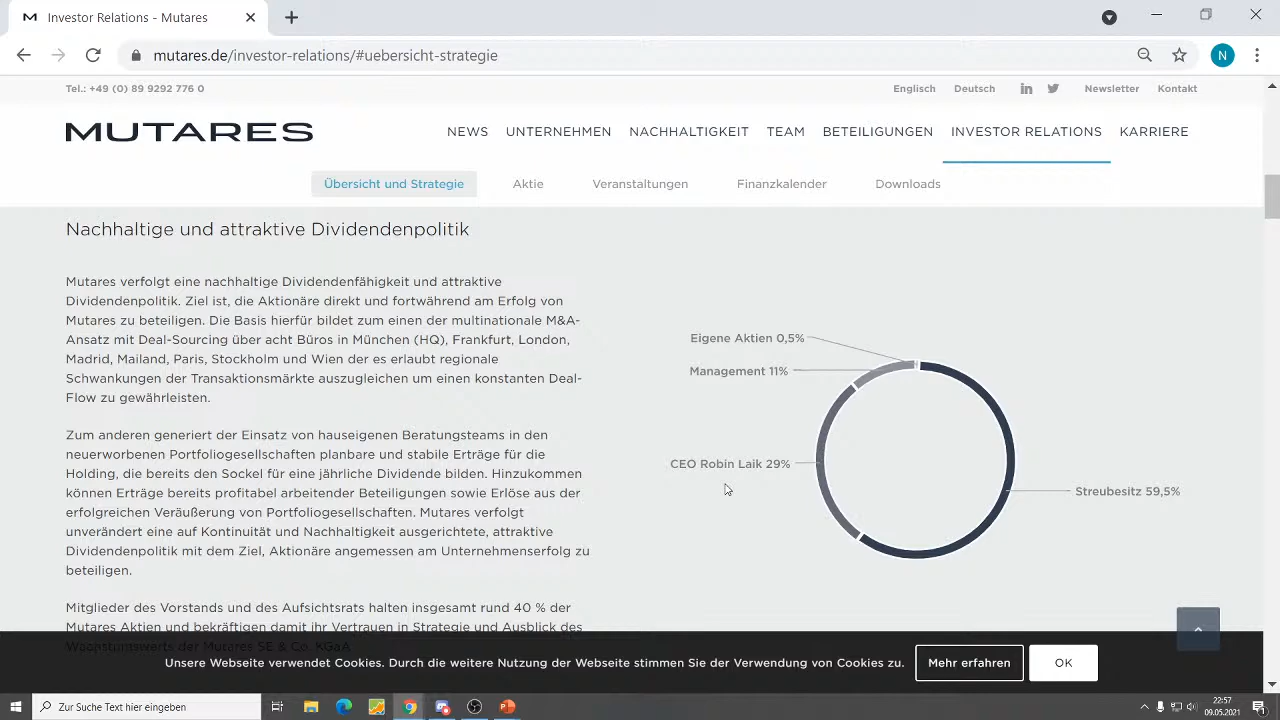 Investor Relations - Mutares
mutares.de/investor-relations/#uebersicht-strategie
N
Tel.: +49 (0) 89 9292 776 0
Englisch Deutsch Newsletter Kontakt
MUTARES
NEWS UNTERNEHMEN NACHHALTIGKEIT TEAM BETEILIGUNGEN INVESTOR RELATIONS KARRIERE
Übersicht und Strategie Aktie Veranstaltungen Finanzkalender Downloads
Nachhaltige und attraktive Dividendenpolitik
Mutares verfolgt eine nachhaltige Dividendenfähigkeit und attraktive
Dividendenpolitik. Ziel ist, die Aktionäre direkt und fortwährend am Erfolg von
Mutares zu beteiligen. Die Basis hierfür bildet zum einen der multinationale M&A-
Ansatz mit Deal-Sourcing über acht Büros in München (HQ), Frankfurt, London,
Madrid, Mailand, Paris, Stockholm und Wien der es erlaubt regionale
Schwankungen der Transaktionsmärkte auszugleichen um einen konstanten Deal-
Flow zu gewährleisten.
Zum anderen generiert der Einsatz von hauseigenen Beratungsteams in den
neuerworbenen Portfoliogesellschaften planbare und stabile Erträge für die
Holding, die bereits den Sockel für eine jährliche Dividende bilden. Hinzukommen
können Erträge bereits profitabel arbeitender Beteiligungen sowie Erlöse aus der
erfolgreichen Veräußerung von Portfoliogesellschaften. Mutares verfolgt
unverändert eine auf Kontinuität und Nachhaltigkeit ausgerichtete, attraktive
Dividendenpolitik mit dem Ziel, Aktionäre angemessen am Unternehmenserfolg zu
beteiligen.
Mitglieder des Vorstands und des Aufsichtsrats halten insgesamt rund 40 % der
Mutares Aktien und bekräftigen damit ihr Vertrauen in Strategie und Ausblick des
Wachstumswerts der Mutares SE & Co. KGaA
Eigene Aktien 0,5%
Management 11%
CEO Robin Laik 29%
Streubesitz 59,5%
Unsere Webseite verwendet Cookies. Durch die weitere Nutzung der Webseite stimmen Sie der Verwendung von Cookies zu. Mehr erfahren OK
Zur Suche Text hier eingeben
22:57
09.05.2021